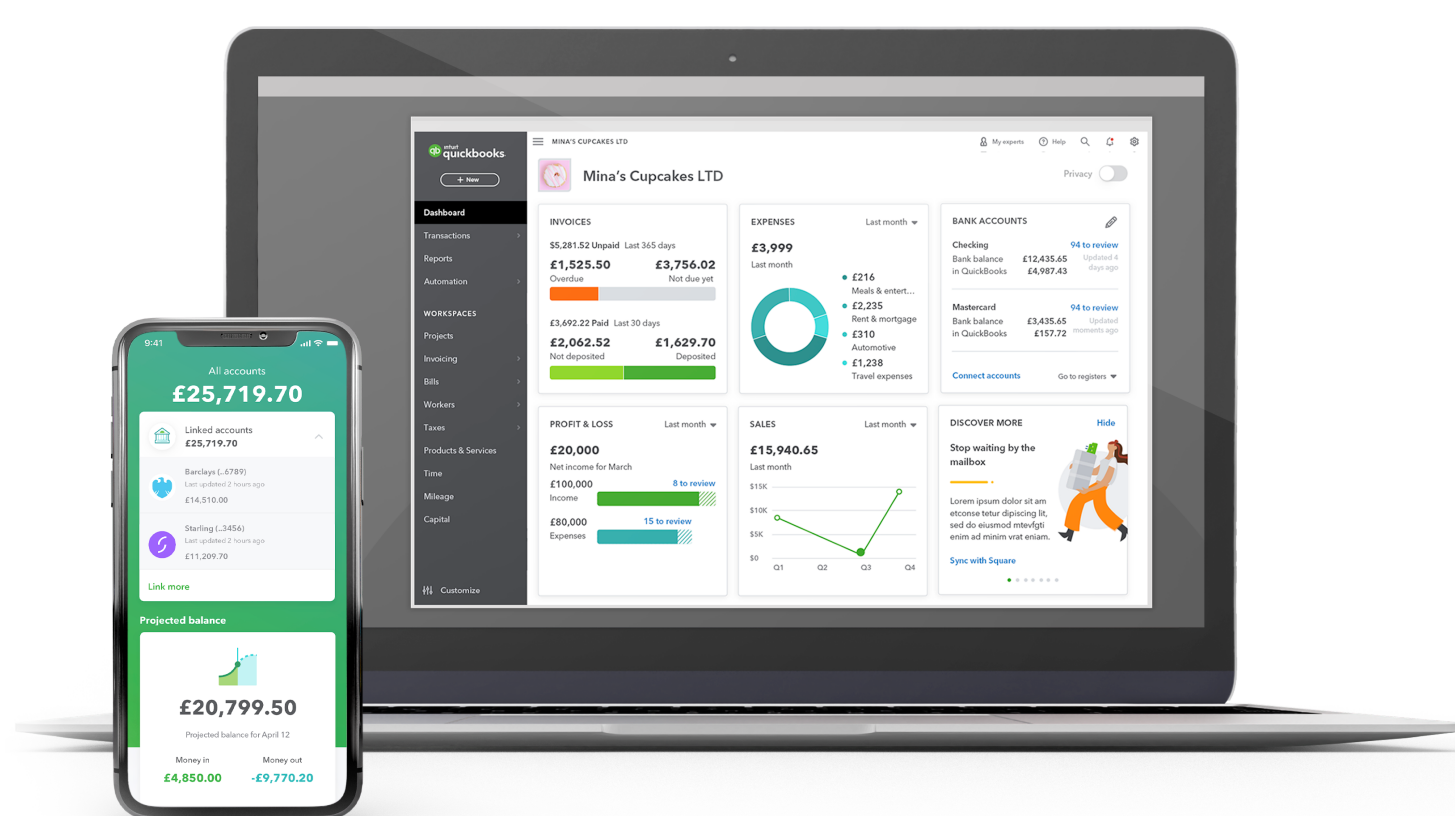 intuit
qb quickbooks.
+ New
Dashboard
Transactions
Reports
Automation
WORKSPACES
Projects
Invoicing
Bills
Workers
Taxes
Products & Services
Time
Mileage
Capital
Customize
MINA'S CUPCAKES LTD
My experts
Help
Mina's Cupcakes LTD
Privacy
INVOICES
$5,281.52 Unpaid Last 365 days
£1,525.50 £3,756.02
Overdue Not due yet
£3,692.22 Paid Last 30 days
£2,062.52 £1,629.70
Not deposited Deposited
EXPENSES Last month
£3,999
Last month
£216
Meals & entert...
£2,235
Rent & mortgage
£310
Automotive
£1,238
Travel expenses
BANK ACCOUNTS
Checking 94 to review
Bank balance £12,435.65 Updated 4
in QuickBooks £4,987.43 days ago
Mastercard 94 to review
Bank balance £3,435.65 Updated
in QuickBooks £157.72 moments ago
Connect accounts Go to registers
PROFIT & LOSS Last month
£20,000
Net income for March
£100,000 8 to review
Income
£80,000 15 to review
Expenses
SALES Last month
£15,940.65
Last month
$15K
$10K
$5K
$0
Q1 Q2 Q3 Q4
DISCOVER MORE Hide
Stop waiting by the
mailbox
Lorem ipsum dolor sit am
etconse tetur dipiscing lit,
sed do eiusmod mtevfgti
enim ad minim vrat eniam.
Sync with Square
9:41
All accounts
£25,719.70
Linked accounts
£25,719.70
Barclays (..6789)
Last updated 2 hours ago
£14,510.00
Starling (..3456)
Last updated 2 hours ago
£11,209.70
Link more
Projected balance
£20,799.50
Projected balance for April 12
Money in Money out
£4,850.00 -£9,770.20